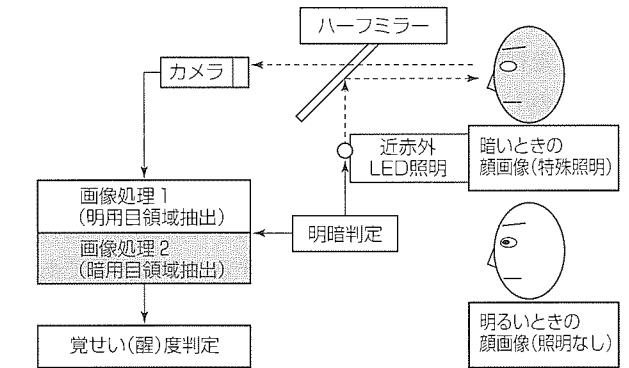 ハーフミラー
カメラ
近赤外
LED照明
暗いときの
顔画像(特殊照明)
画像処理1
(明用目領域抽出)
画像処理2
(暗用目領域抽出)
明暗判定
覚せい(醒)度判定
明るいときの
顔画像(照明なし)